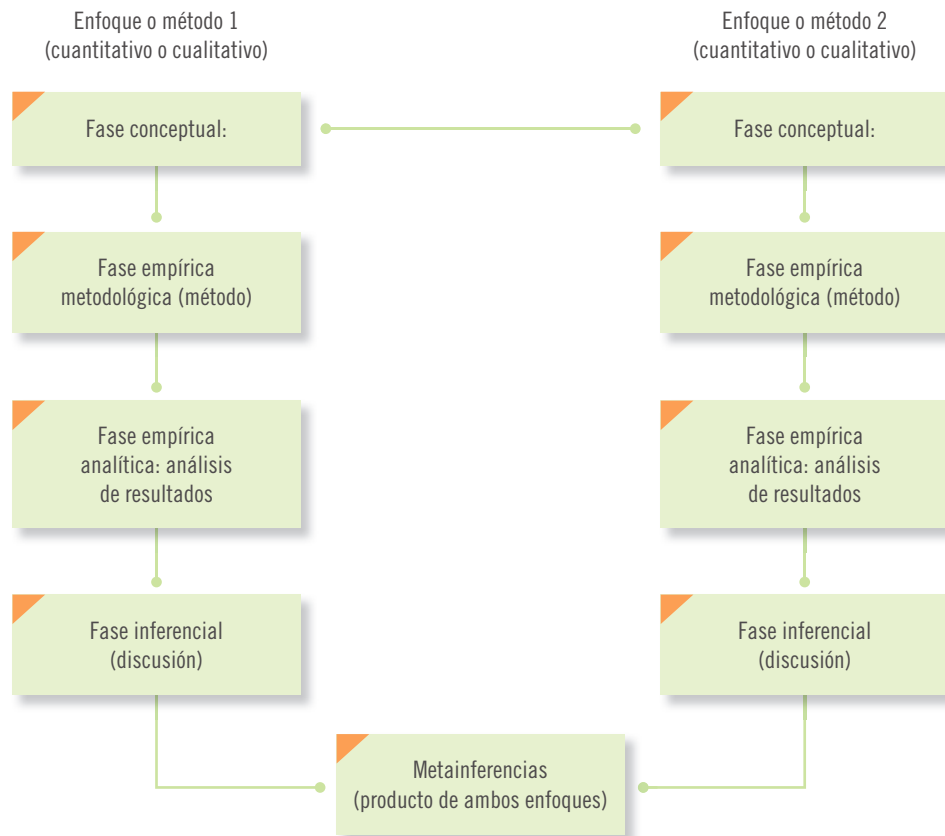 Enfoque o método 1
(cuantitativo o cualitativo)
Enfoque o método 2
(cuantitativo o cualitativo)
Fase conceptual:
Fase conceptual:
Fase empírica
metodológica (método)
Fase empírica
metodológica (método)
Fase empírica
analítica: análisis
de resultados
Fase empírica
analítica: análisis
de resultados
Fase inferencial
(discusión)
Fase inferencial
(discusión)
Metainferencias
(producto de ambos enfoques)